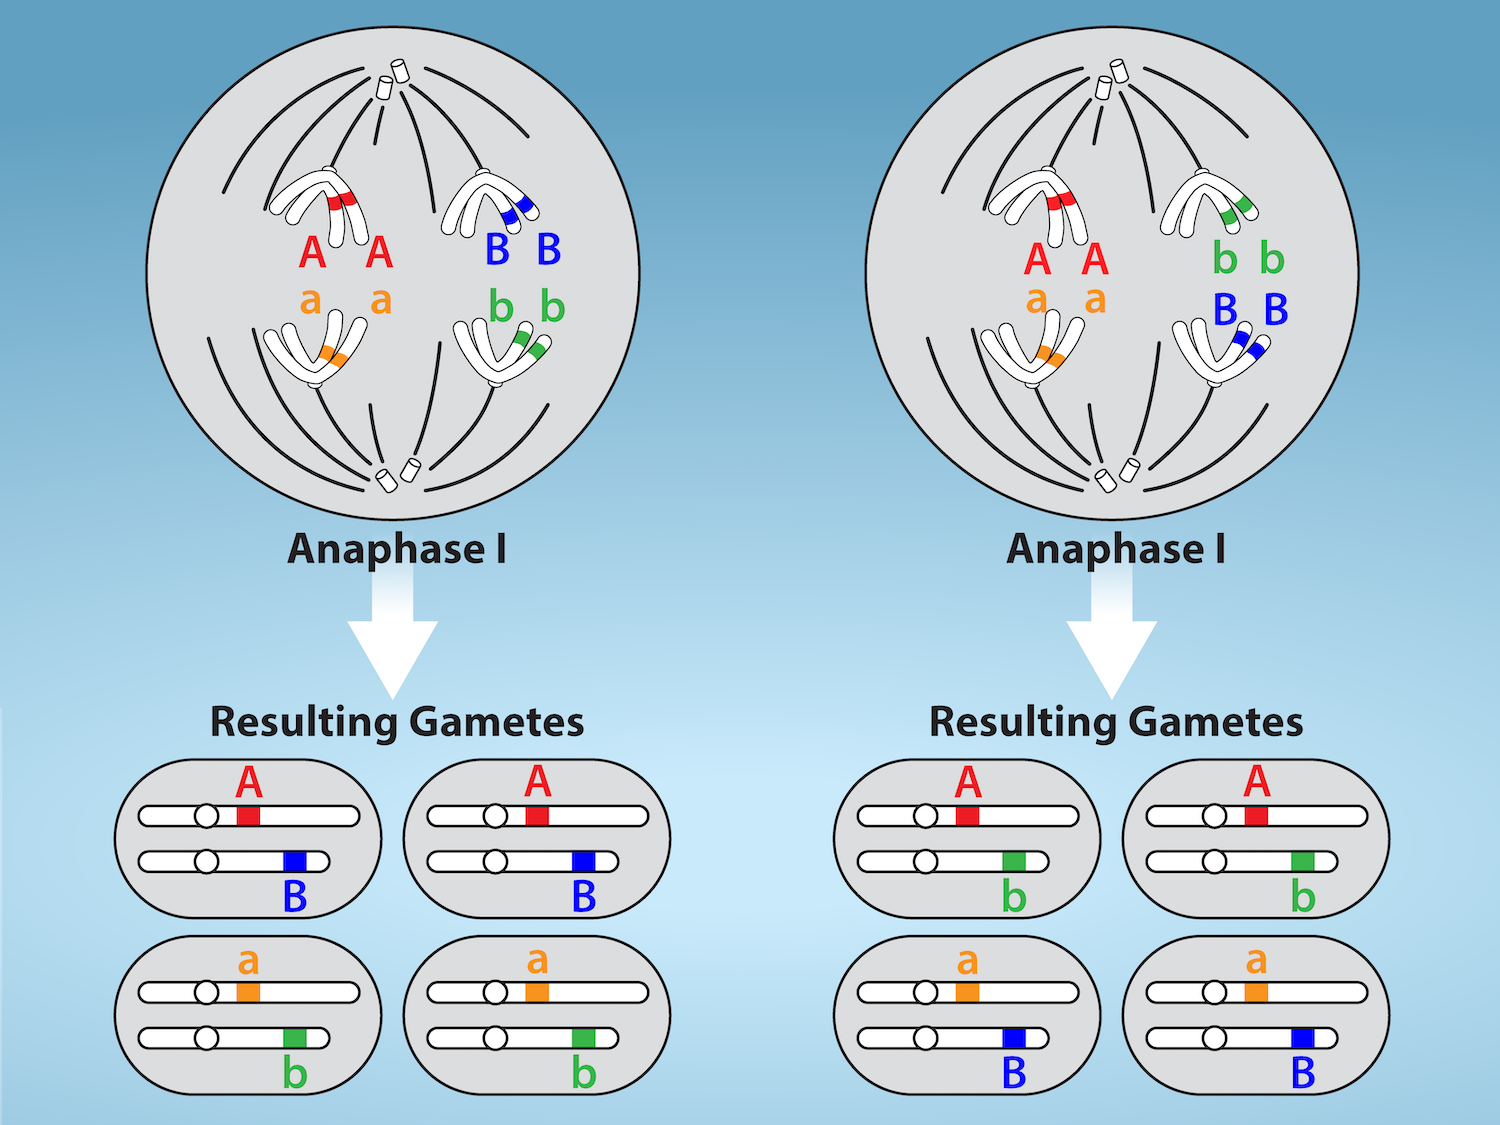 A A B B
a a b b
Anaphase I
Resulting Gametes
A A
B B
a a
b b
A A b b
a a B B
Anaphase I
Resulting Gametes
A A
b b
a a
B B